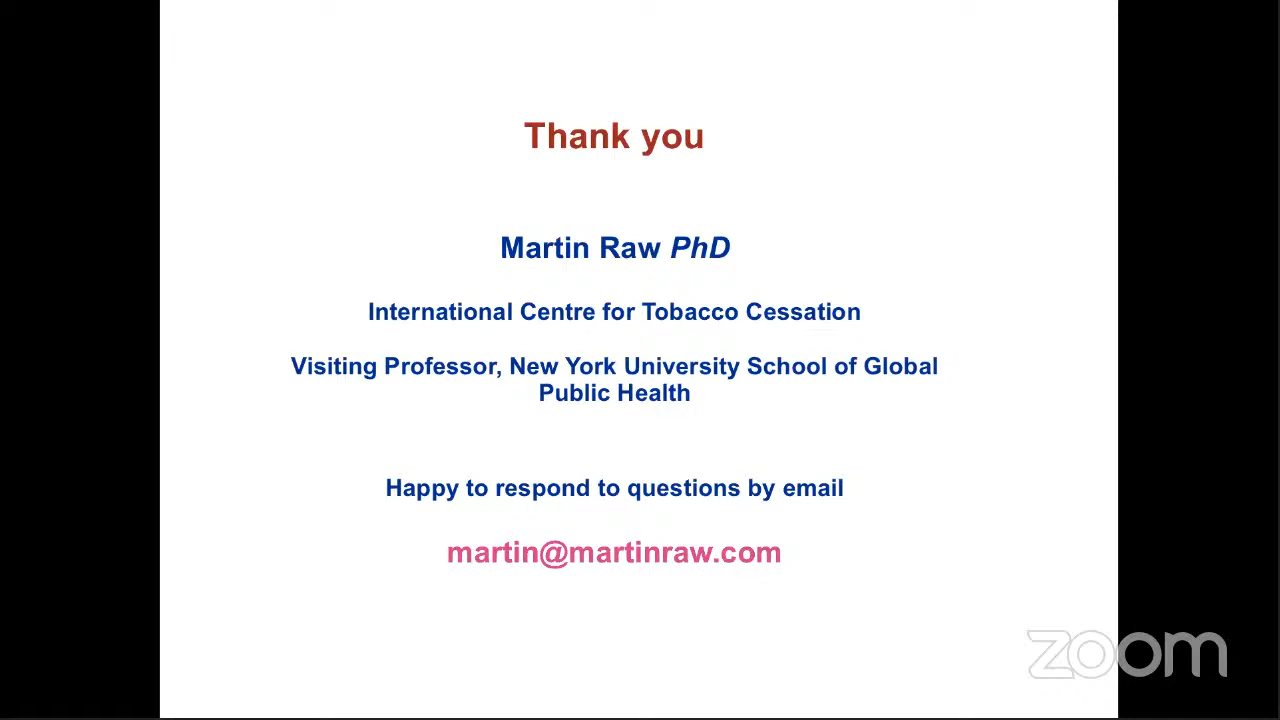 Thank you
Martin Raw PhD
International Centre for Tobacco Cessation
Visiting Professor, New York University School of Global
Public Health
Happy to respond to questions by email
martin@martinraw.com
zoom